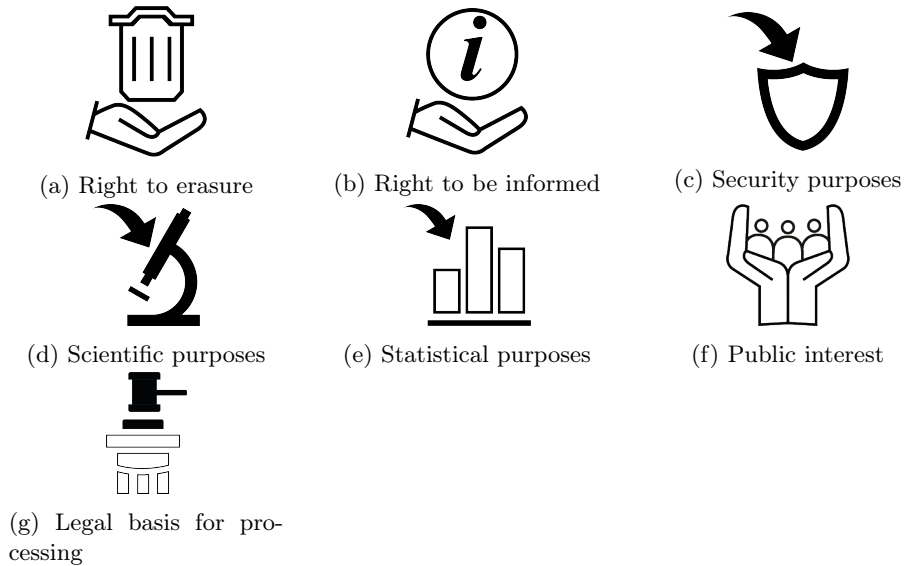 (a) Right to erasure
(b) Right to be informed
(c) Security purposes
(d) Scientific purposes
(e) Statistical purposes
(f) Public interest
(g) Legal basis for pro-
cessing